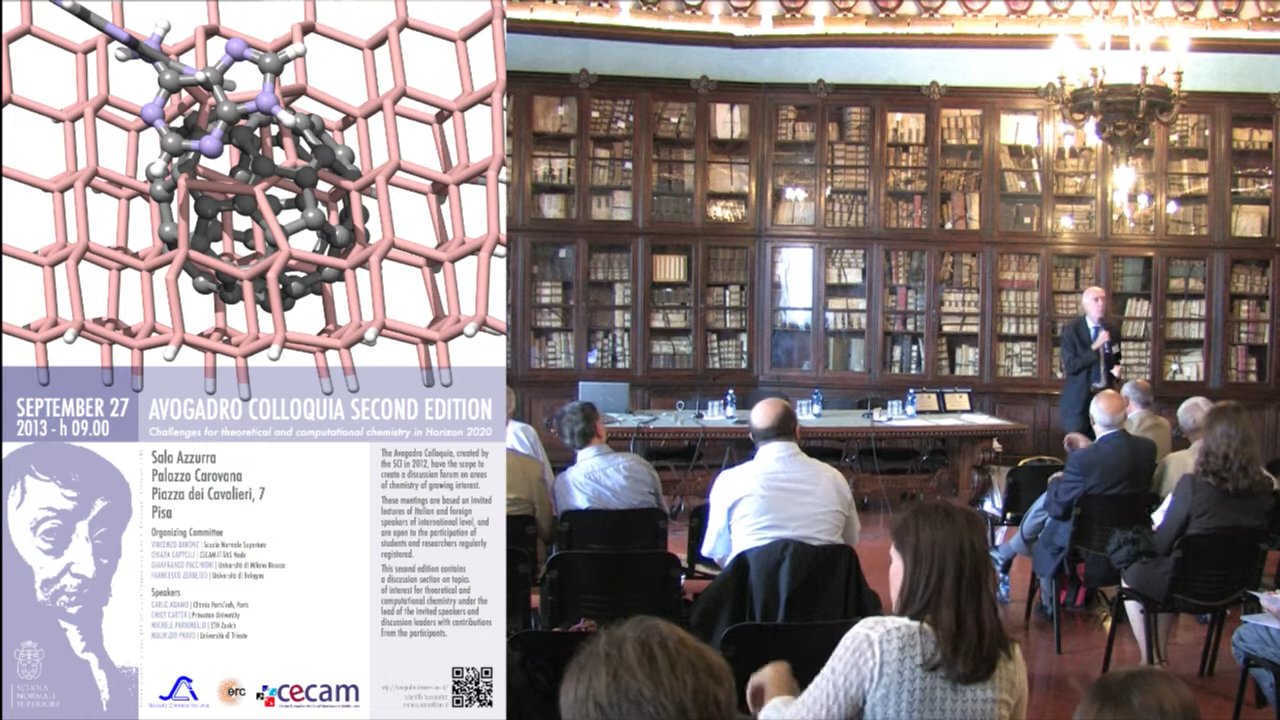 SEPTEMBER 27
2013 - h 09.00
AVOGADRO COLLOQUIA SECOND EDITION
Challenges for theoretical and computational chemistry in Horizon 2020
Sala Azzurra
Palazzo Carovana
Piazza dei Cavalieri, 7
Pisa
Organizing Committee
VINCENZO BARONE | Scuola Normale Superiore
CHIARA CAPPELLI | CECAM-IT-SNS Node
GIANFRANCO PACCHIONI | Università di Milano Bicocca
FRANCESCO ZERBETTO | Università di Bologna
Speakers
CARLO ADAMO | Chimie ParisTech, Paris
EMILY CARTER | Princeton University
MICHELE PARRINELLO | ETH Zurich
MAURIZIO PRATO | Università di Trieste
The Avogadro Colloquia, created by
the SCI in 2012, have the scope to
create a discussion forum on areas
of chemistry of growing interest.
These meetings are based on invited
lectures of Italian and foreign
speakers of international level, and
are open to the participation of
students and researchers regularly
registered.
This second edition contains
a discussion section on topics
of interest for theoretical and
computational chemistry under the
lead of the invited speakers and
discussion leaders with contributions
from the participants.
SCUOLA
NORMALE
SUPERIORE
Società Chimica Italiana
erc
cecam